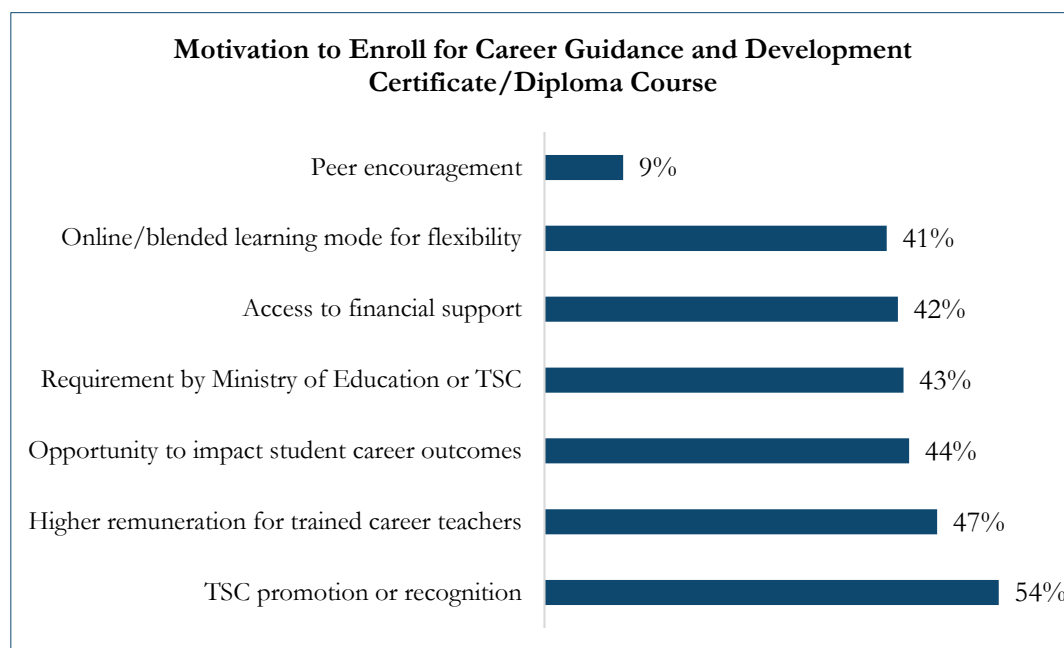 Motivation to Enroll for Career Guidance and Development
Certificate/Diploma Course
Peer encouragement 9%
Online/blended learning mode for flexibility 41%
Access to financial support 42%
Requirement by Ministry of Education or TSC 43%
Opportunity to impact student career outcomes 44%
Higher remuneration for trained career teachers 47%
TSC promotion or recognition 54%